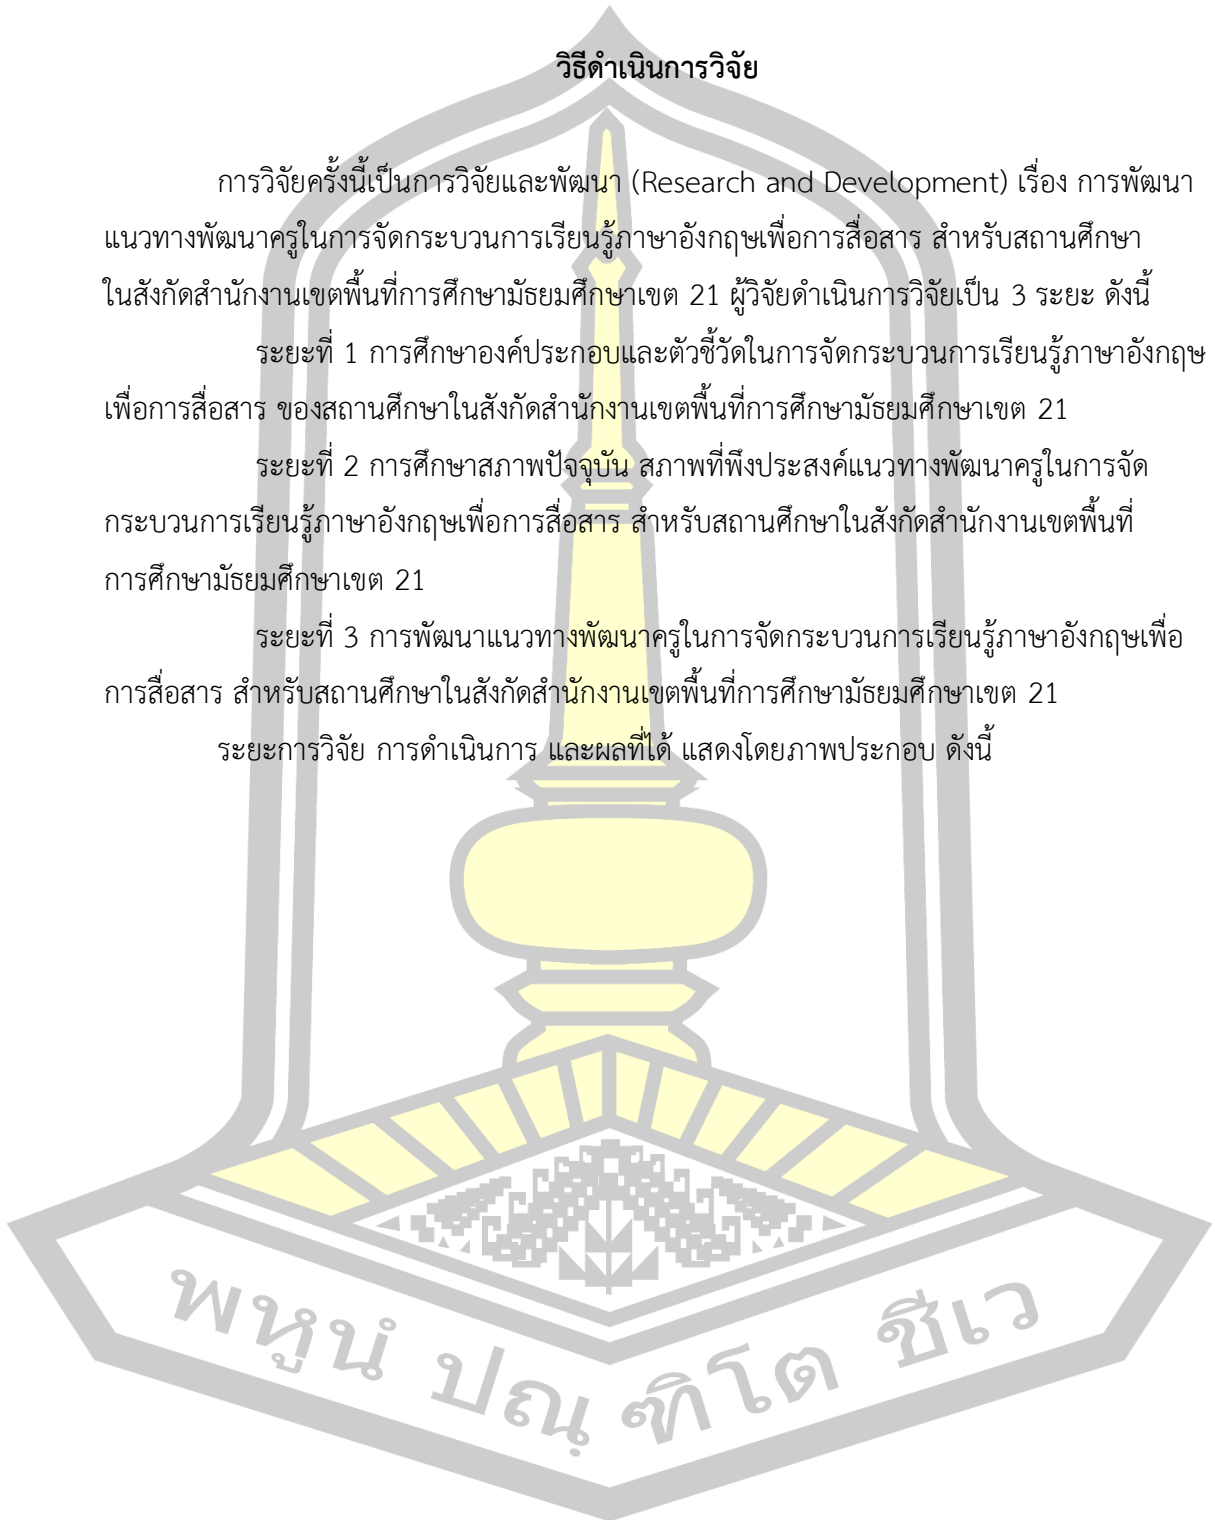 วิธีดำเนินการวิจัย
การวิจัยครั้งนี้เป็นการวิจัยและพัฒนา (Research and Development) เรื่อง การพัฒนา
แนวทางพัฒนาครูในการจัดกระบวนการเรียนรู้ภาษาอังกฤษเพื่อการสื่อสาร สำหรับสถานศึกษา
ในสังกัดสำนักงานเขตพื้นที่การศึกษามัธยมศึกษาเขต 21 ผู้วิจัยดำเนินการวิจัยเป็น 3 ระยะ ดังนี้
ระยะที่ 1 การศึกษาองค์ประกอบและตัวชี้วัดในการจัดกระบวนการเรียนรู้ภาษาอังกฤษ
เพื่อการสื่อสาร ของสถานศึกษาในสังกัดสำนักงานเขตพื้นที่การศึกษามัธยมศึกษาเขต 21
ระยะที่ 2 การศึกษาสภาพปัจจุบัน สภาพที่พึงประสงค์แนวทางพัฒนาครูในการจัด
กระบวนการเรียนรู้ภาษาอังกฤษเพื่อการสื่อสาร สำหรับสถานศึกษาในสังกัดสำนักงานเขตพื้นที่
การศึกษามัธยมศึกษาเขต 21
ระยะที่ 3 การพัฒนาแนวทางพัฒนาครูในการจัดกระบวนการเรียนรู้ภาษาอังกฤษเพื่อ
การสื่อสาร สำหรับสถานศึกษาในสังกัดสำนักงานเขตพื้นที่การศึกษามัธยมศึกษาเขต 21
ระยะการวิจัย การดำเนินการ และผลที่ได้ แสดงโดยภาพประกอบ ดังนี้
พหูนํ ปณฺฑิโต ชีเว